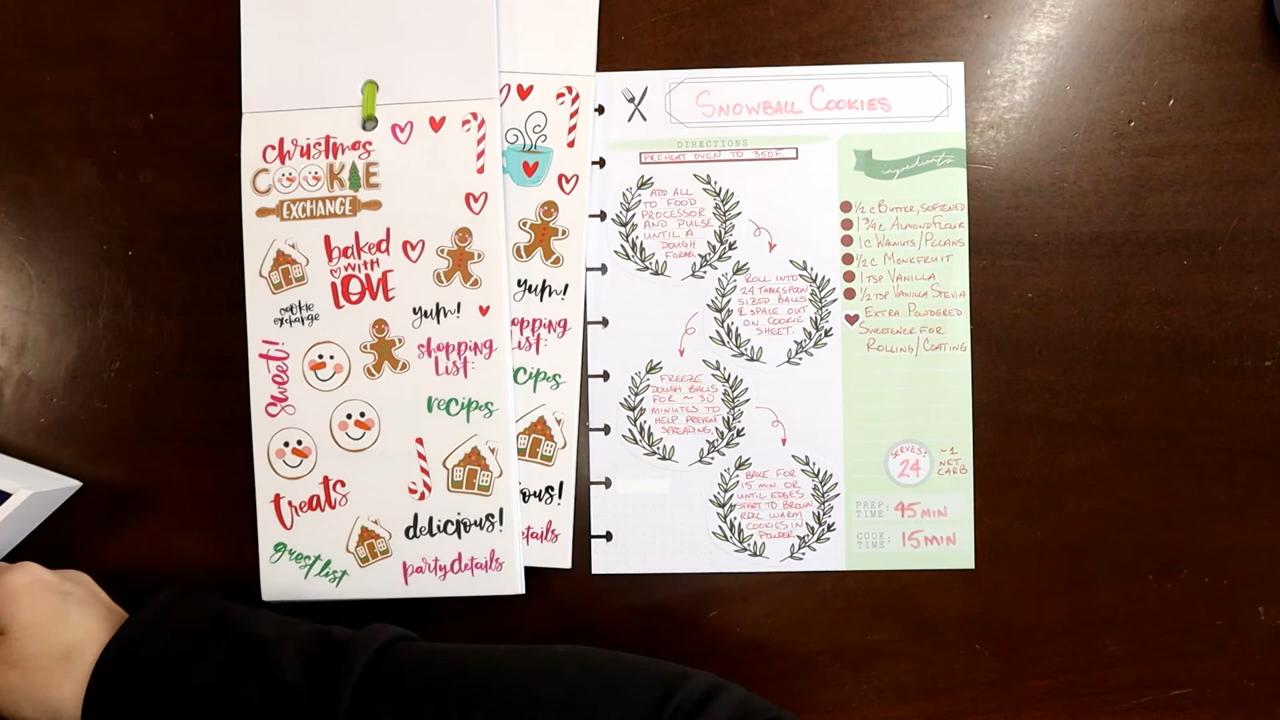 christmas
COOKIE
EXCHANGE
baked
WITH
LOVE
cookie
exchange
yum!
Sweet!
shopping
List:
recipes
treats
delicious!
guest list
party details
yum!
opping
ist:
cipes
ous!
etails
SNOWBALL COOKIES
DIRECTIONS
PREHEAT OVEN TO 350F
ADD ALL
TO FOOD
PROCESSOR
AND PULSE
UNTIL A
DOUGH
FORMS.
ROLL INTO
24 TABLESPOON
SIZED BALLS
& SPACE OUT
ON COOKIE
SHEET.
FREEZE
DOUGH BALLS
FOR ~ 30
MINUTES TO
HELP PREVENT
SPREADING.
BAKE FOR
15 MIN. OR
UNTIL EDGES
START TO BROWN
ROLL WARM
COOKIES IN
POWDER.
ingredients
1/2 C BUTTER, SOFTENED
1 3/4 C ALMOND FLOUR
1 C WALNUTS/PECANS
1/2 C MONKFRUIT
1 TSP VANILLA
1/2 TSP VANILLA STEVIA
EXTRA POWDERED
SWEETENER FOR
ROLLING/COATING
SERVES:
24
~1
NET
CARB
PREP
TIME: 45 MIN
COOK
TIME: 15 MIN